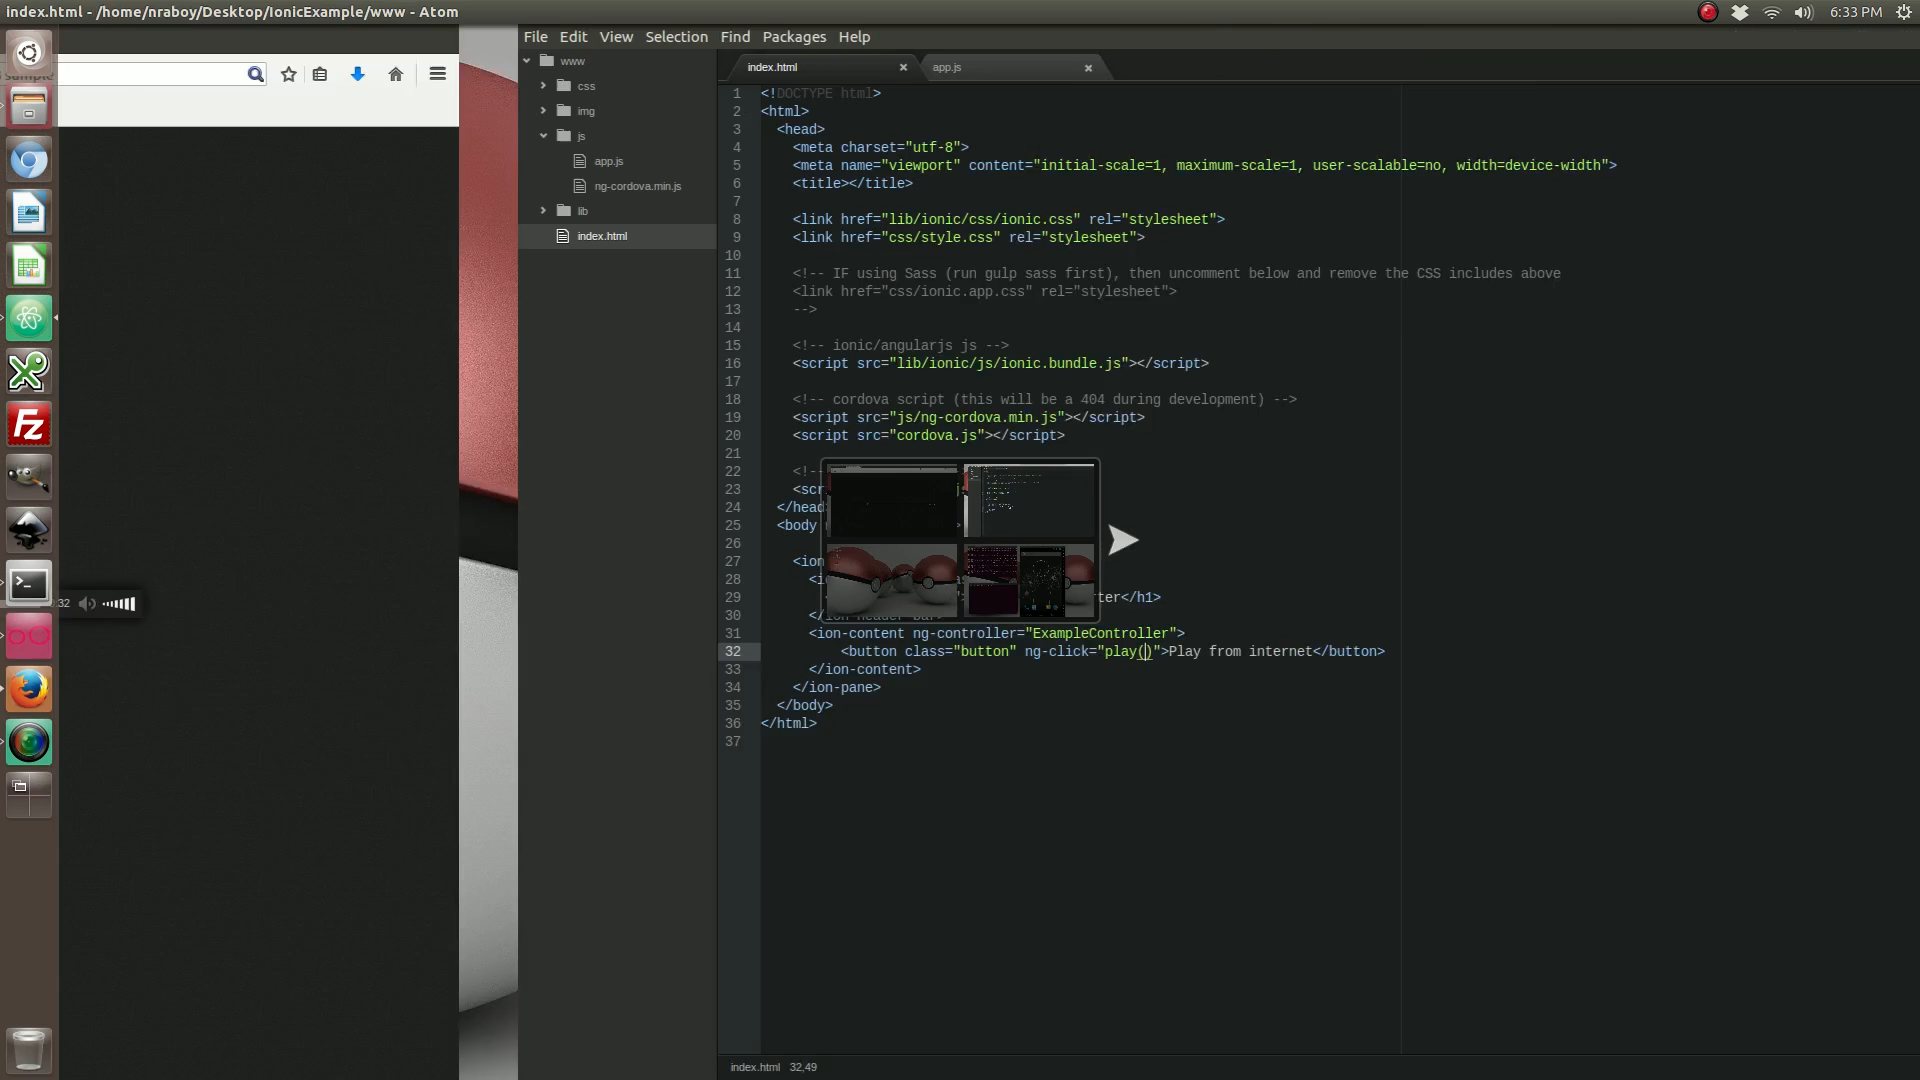 index.html - /home/nraboy/Desktop/IonicExample/www - Atom
6:33 PM
File Edit View Selection Find Packages Help
www
css
img
js
app.js
ng-cordova.min.js
lib
index.html
index.html
app.js
1 <!DOCTYPE html>
2 <html>
3 <head>
4 <meta charset="utf-8">
5 <meta name="viewport" content="initial-scale=1, maximum-scale=1, user-scalable=no, width=device-width">
6 <title></title>
7
8 <link href="lib/ionic/css/ionic.css" rel="stylesheet">
9 <link href="css/style.css" rel="stylesheet">
10
11 <!-- IF using Sass (run gulp sass first), then uncomment below and remove the CSS includes above
12 <link href="css/ionic.app.css" rel="stylesheet">
13 -->
14
15 <!-- ionic/angularjs js -->
16 <script src="lib/ionic/js/ionic.bundle.js"></script>
17
18 <!-- cordova script (this will be a 404 during development) -->
19 <script src="js/ng-cordova.min.js"></script>
20 <script src="cordova.js"></script>
21
22 <!--
23 <scr
24 </head
25 <body
26
27 <ion
28 <i
29 ter</h1>
30
31 <ion-content ng-controller="ExampleController">
32 <button class="button" ng-click="play()">Play from internet</button>
33 </ion-content>
34 </ion-pane>
35 </body>
36 </html>
37
:32
Fz
index.html 32,49